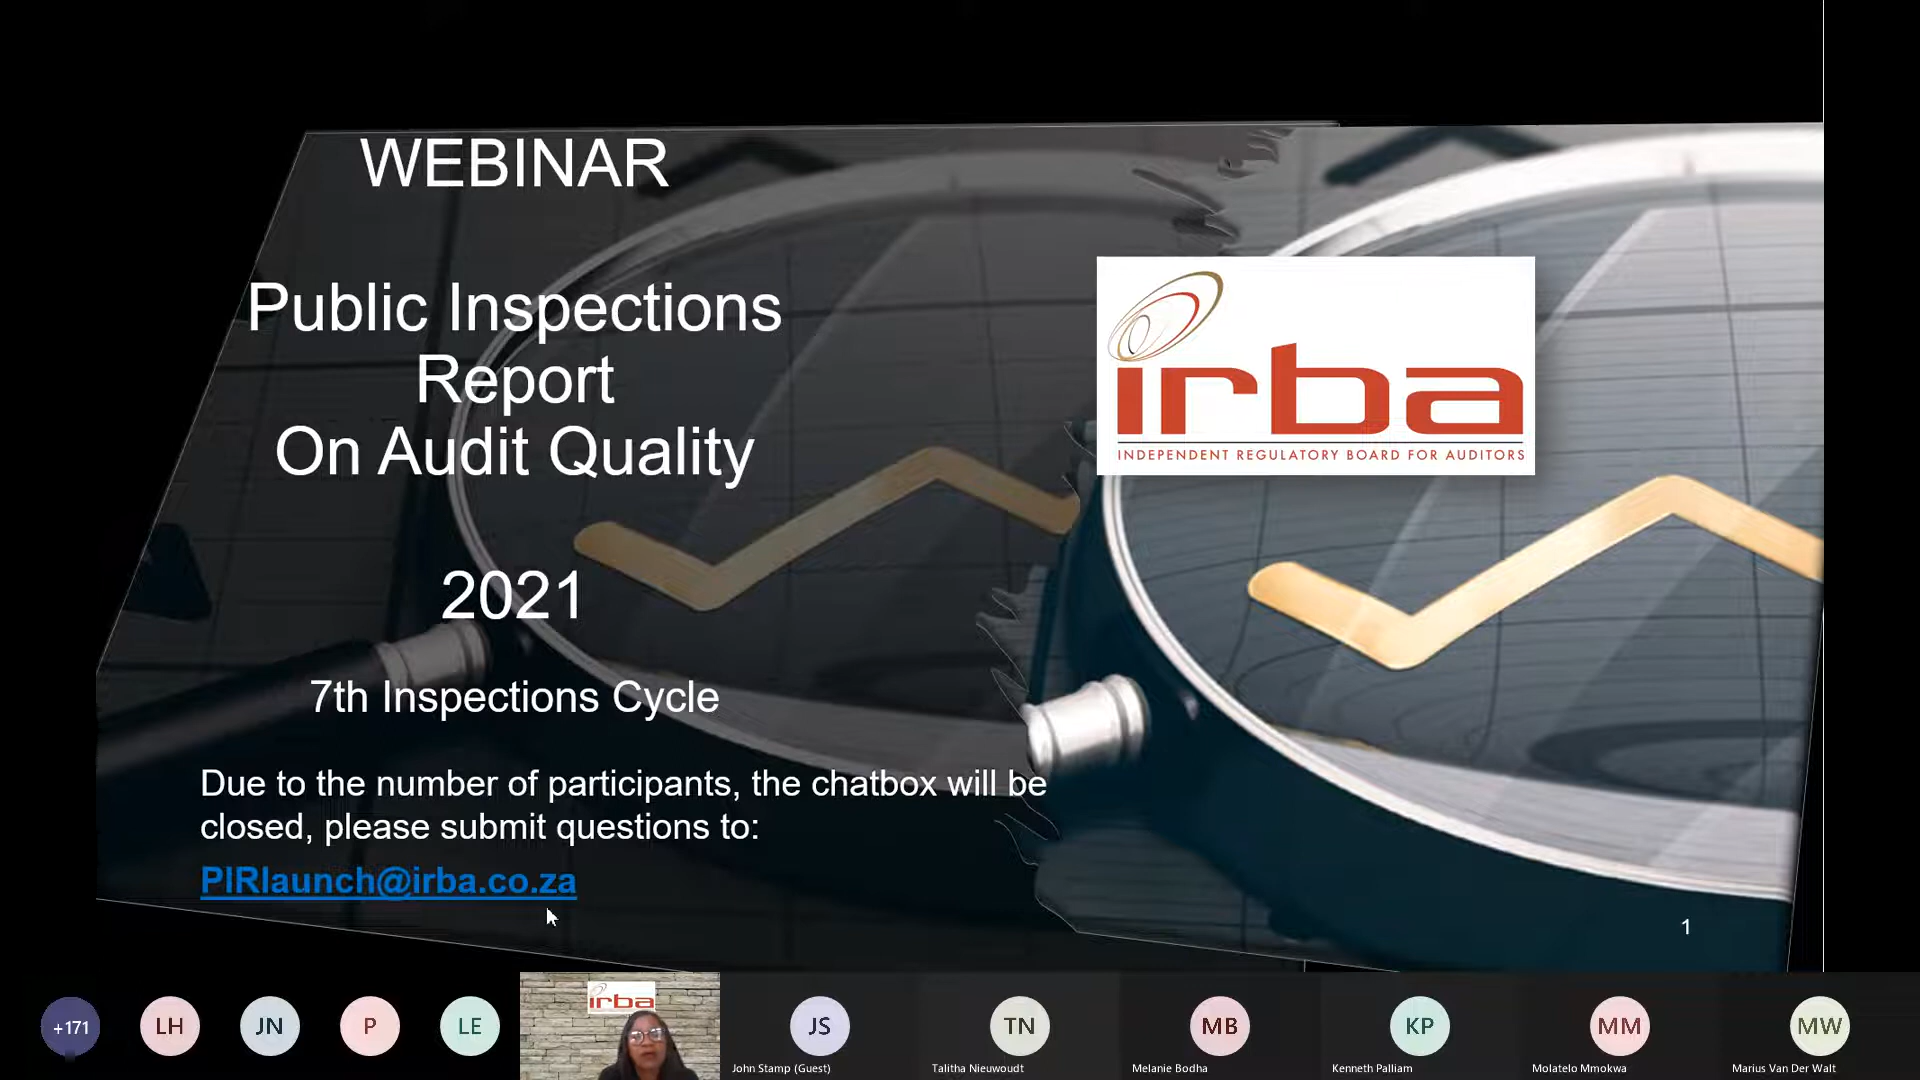 WEBINAR
Public Inspections
Report
On Audit Quality
2021
7th Inspections Cycle
Due to the number of participants, the chatbox will be
closed, please submit questions to:
PIRlaunch@irba.co.za
irba
INDEPENDENT REGULATORY BOARD FOR AUDITORS
1
+171
LH
JN
P
LE
irba
JS
John Stamp (Guest)
TN
Talitha Nieuwoudt
MB
Melanie Bodha
KP
Kenneth Palliam
MM
Molatelo Mmokwa
MW
Marius Van Der Walt